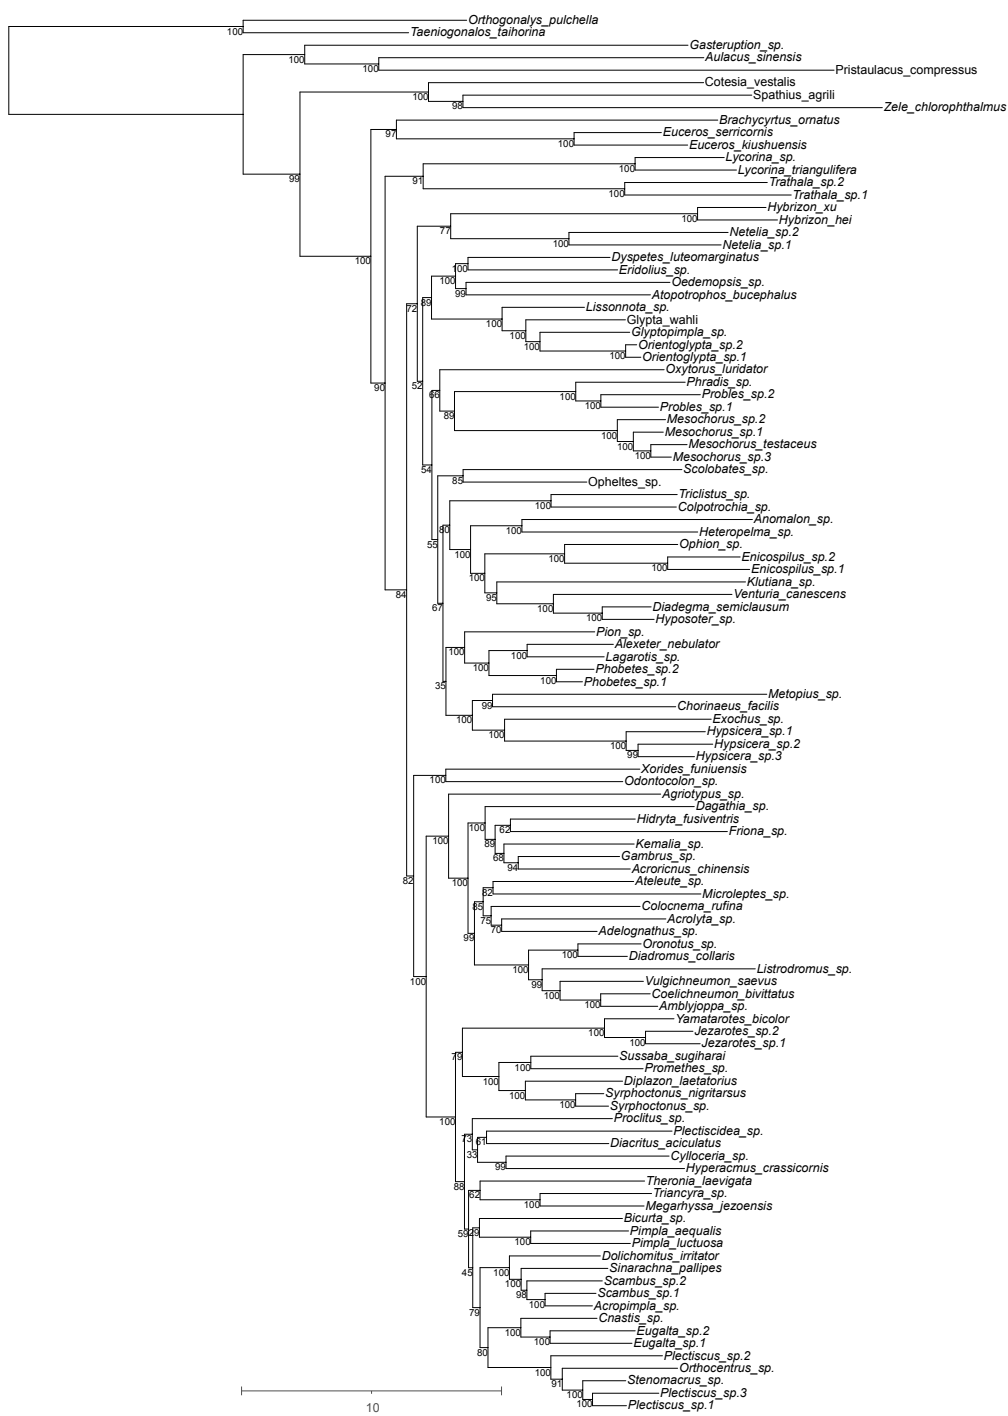 Orthogonalys_pulchella
100
Taeniogonalos_taihorina
Gasteruption_sp.
100
Aulacus_sinensis
100
Pristaulacus_compressus
Cotesia_vestalis
100
Spathius_agrili
98
Zele_chlorophthalmus
Brachycyrtus_ornatus
97
Euceros_serricornis
100
Euceros_kiushuensis
Lycorina_sp.
100
Lycorina_triangulifera
99
91
Trathala_sp.2
100
Trathala_sp.1
Hybrizon_xu
100
Hybrizon_hei
77
Netelia_sp.2
100
Netelia_sp.1
100
Dyspetes_luteomarginatus
100
Eridolius_sp.
100
Oedemopsis_sp.
99
Atopotrophos_bucephalus
89
72
Lissonnota_sp.
100
Glypta_wahli
100
Glyptopimpla_sp.
100
Orientoglypta_sp.2
100
Orientoglypta_sp.1
Oxytorus_luridator
90
52
66
Phradis_sp.
100
Probles_sp.2
100
Probles_sp.1
89
Mesochorus_sp.2
100
Mesochorus_sp.1
100
Mesochorus_testaceus
100
Mesochorus_sp.3
54
Scolobates_sp.
85
Opheltes_sp.
Triclistus_sp.
100
Colpotrochia_sp.
80
Anomalon_sp.
100
Heteropelma_sp.
55
Ophion_sp.
100
Enicospilus_sp.2
100
Enicospilus_sp.1
100
Klutiana_sp.
84
95
Venturia_canescens
100
Diadegma_semiclausum
67
100
Hyposoter_sp.
Pion_sp.
100
Alexeter_nebulator
100
Lagarotis_sp.
100
Phobetes_sp.2
100
Phobetes_sp.1
35
Metopius_sp.
99
Chorinaeus_facilis
100
Exochus_sp.
100
Hypsicera_sp.1
100
Hypsicera_sp.2
99
Hypsicera_sp.3
Xorides_funiuensis
100
Odontocolon_sp.
Agriotypus_sp.
Dagathia_sp.
100
Hidryta_fusiventris
62
Friona_sp.
100
89
Kemalia_sp.
68
Gambrus_sp.
94
Acroricnus_chinensis
82
100
Ateleute_sp.
82
Microleptes_sp.
85
Colocnema_rufina
75
Acrolyta_sp.
70
Adelognathus_sp.
99
Oronotus_sp.
100
Diadromus_collaris
100
Listrodromus_sp.
100
99
Vulgichneumon_saevus
100
Coelichneumon_bivittatus
100
Amblyjoppa_sp.
Yamatarotes_bicolor
100
Jezarotes_sp.2
100
Jezarotes_sp.1
79
Sussaba_sugiharai
100
Promethes_sp.
100
Diplazon_laetatorius
100
Syrphoctonus_nigritarsus
100
Syrphoctonus_sp.
100
Proclitus_sp.
73
Plectiscidea_sp.
61
Diacritus_aciculatus
33
Cylloceria_sp.
99
Hyperacmus_crassicornis
88
Theronia_laevigata
62
Triancyra_sp.
100
Megarhyssa_jezoensis
Bicurta_sp.
59
29
Pimpla_aequalis
100
Pimpla_luctuosa
Dolichomitus_irritator
45
100
Sinarachna_pallipes
100
Scambus_sp.2
98
Scambus_sp.1
100
Acropimpla_sp.
79
Cnastis_sp.
100
Eugalta_sp.2
100
Eugalta_sp.1
80
Plectiscus_sp.2
100
Orthocentrus_sp.
91
Stenomacrus_sp.
100
Plectiscus_sp.3
100
Plectiscus_sp.1
10